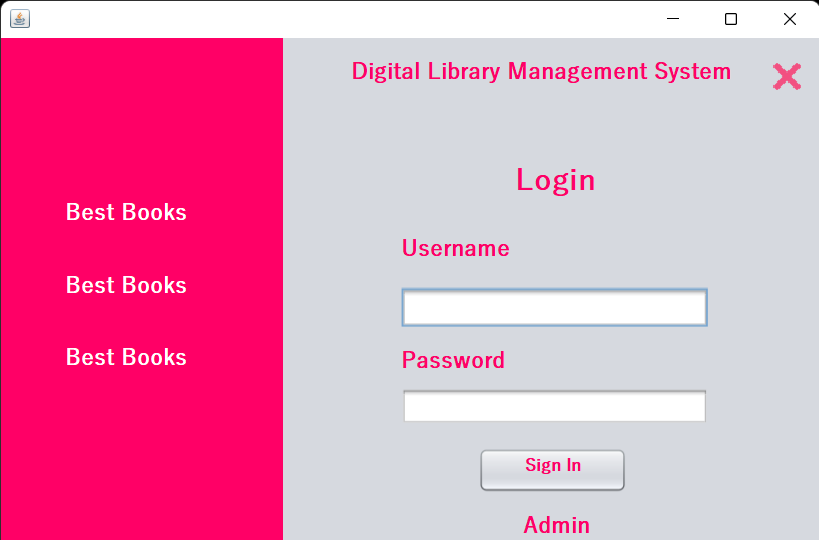 Digital Library Management System
Login
Best Books
Username
Best Books
Best Books
Password
Sign In
Admin